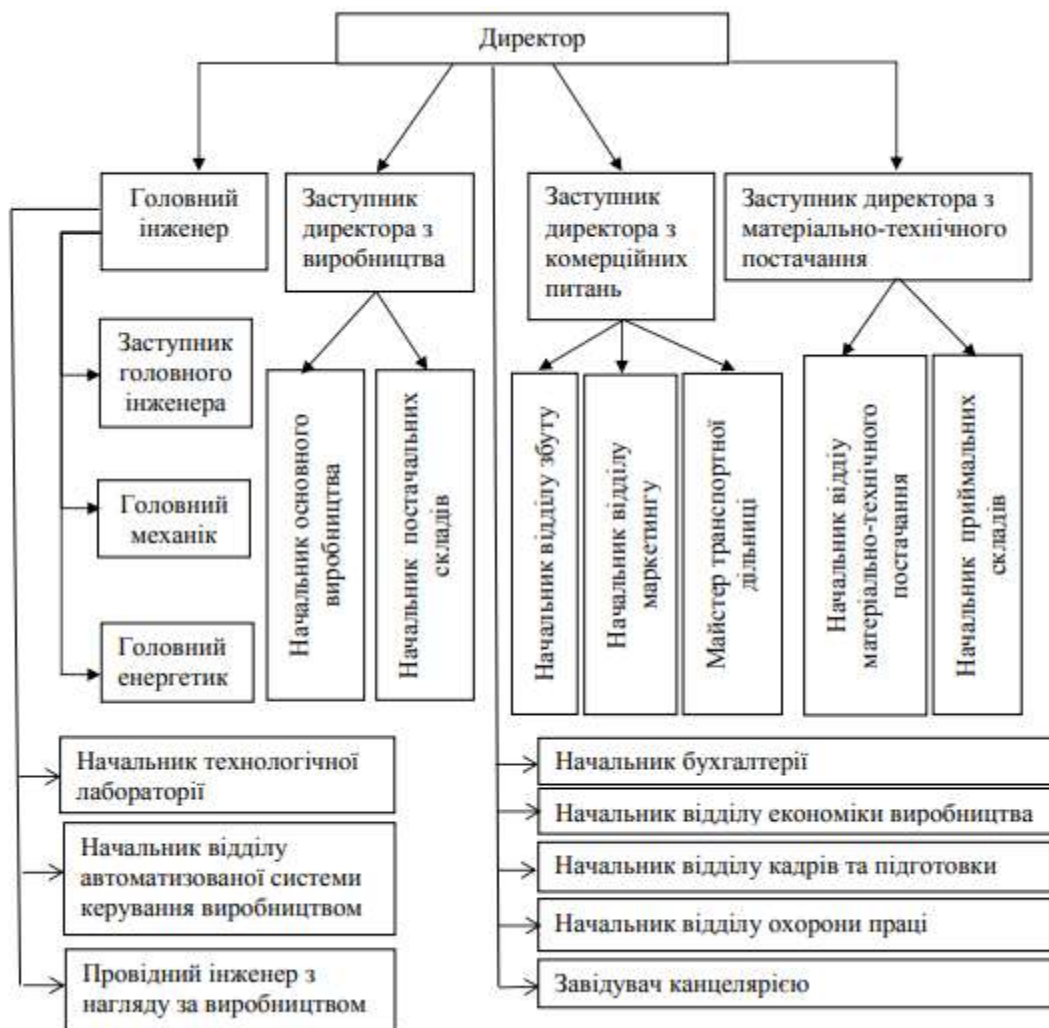 Директор
Головний
інженер
Заступник
директора з
виробництва
Заступник
директора з
комерційних
питань
Заступник директора з
матеріально-технічного
постачання
Заступник
головного
інженера
Головний
механік
Головний
енергетик
Начальник основного
виробництва
Начальник постачальних
складів
Начальник відділу збуту
Начальник відділу
маркетингу
Майстер транспортної
дільниці
Начальник відділу
матеріально-технічного
постачання
Начальник приймальних
складів
Начальник технологічної
лабораторії
Начальник відділу
автоматизованої системи
керування виробництвом
Провідний інженер з
нагляду за виробництвом
Начальник бухгалтерії
Начальник відділу економіки виробництва
Начальник відділу кадрів та підготовки
Начальник відділу охорони праці
Завідувач канцелярією